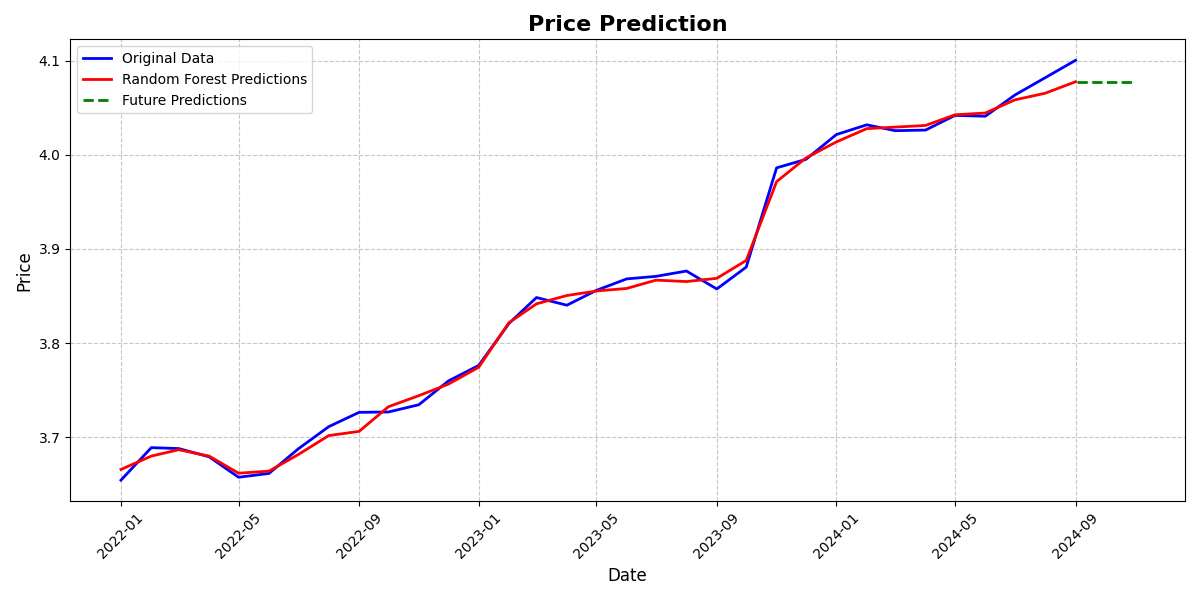 Price Prediction
Original Data
Random Forest Predictions
Future Predictions
4.1
4.0
3.9
3.8
3.7
Price
2022-01
2022-05
2022-09
2023-01
2023-05
2023-09
2024-01
2024-05
2024-09
Date